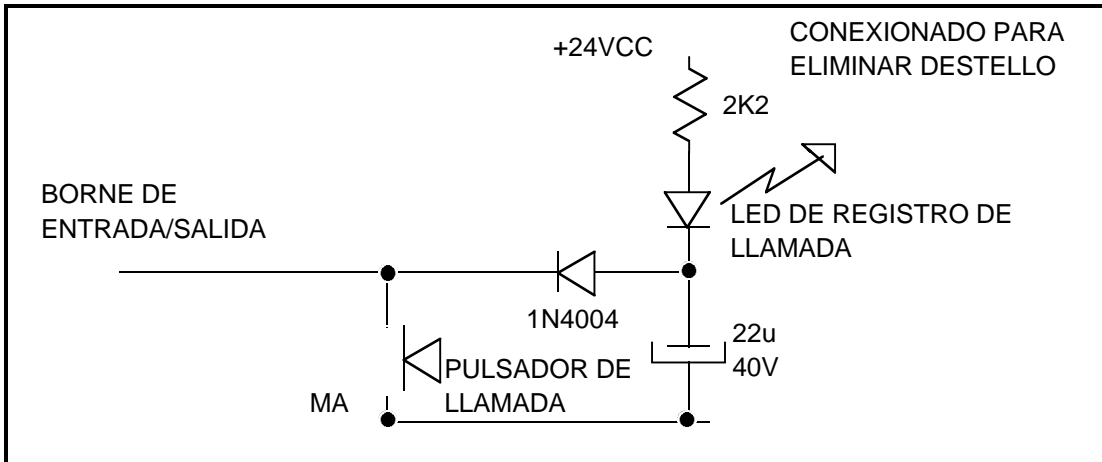 CONEXIONADO PARA
ELIMINAR DESTELLO
+24VCC
2K2
BORNE DE
ENTRADA/SALIDA
LED DE REGISTRO DE
LLAMADA
1N4004
22u
40V
PULSADOR DE
LLAMADA
MA